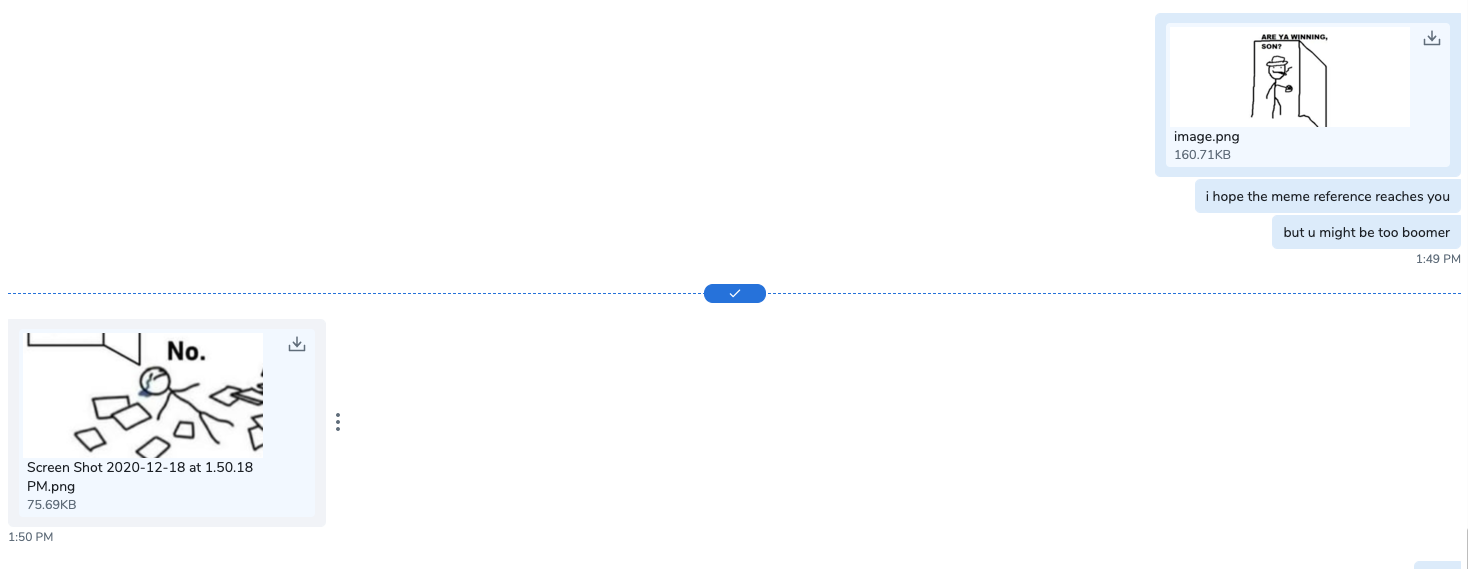 ARE YA WINNING,
SON?
image.png
160.71KB
i hope the meme reference reaches you
but u might be too boomer
1:49 PM
No.
Screen Shot 2020-12-18 at 1.50.18
PM.png
75.69KB
1:50 PM